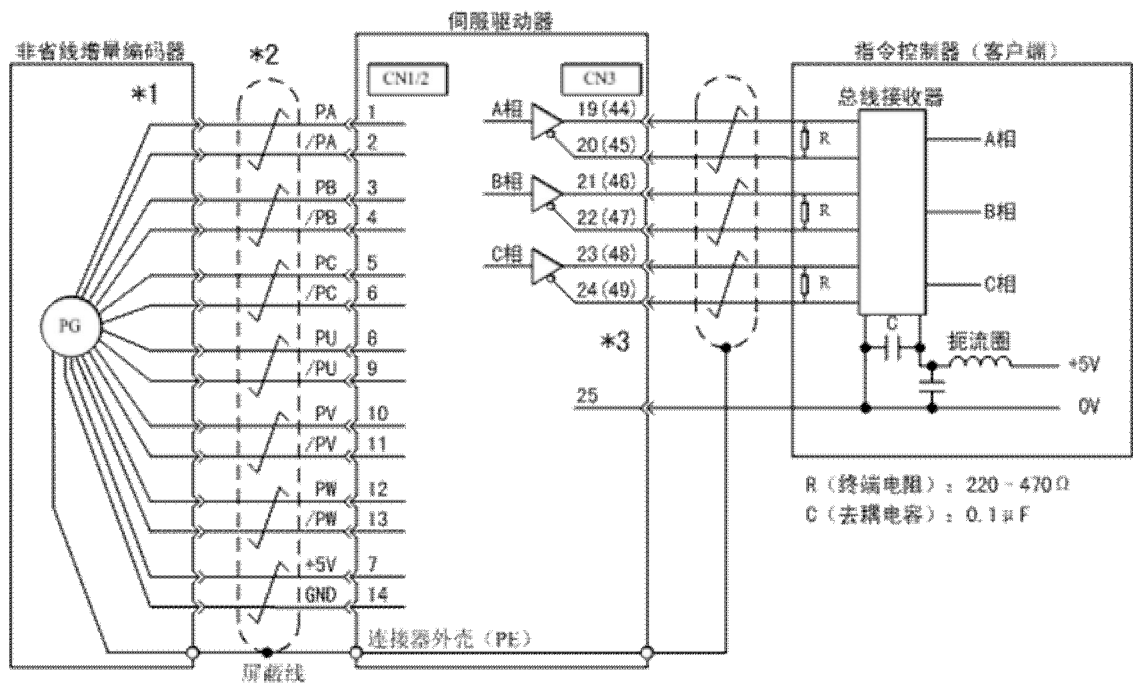 伺服驱动器
非省线增量编码器
*2
指令控制器（客户端）
*1
CN1/2
CN3
总线接收器
PA 1
/PA 2
PB 3
/PB 4
PC 5
/PC 6
PU 8
/PU 9
PV 10
/PV 11
PW 12
/PW 13
+5V 7
GND 14
PG
A相 19(44)
20(45)
B相 21(46)
22(47)
C相 23(48)
24(49)
*3
25
R
R
R
A相
B相
C相
C
扼流圈
+5V
0V
R（终端电阻）：220-470Ω
C（去耦电容）：0.1μF
连接器外壳（PE）
屏蔽线